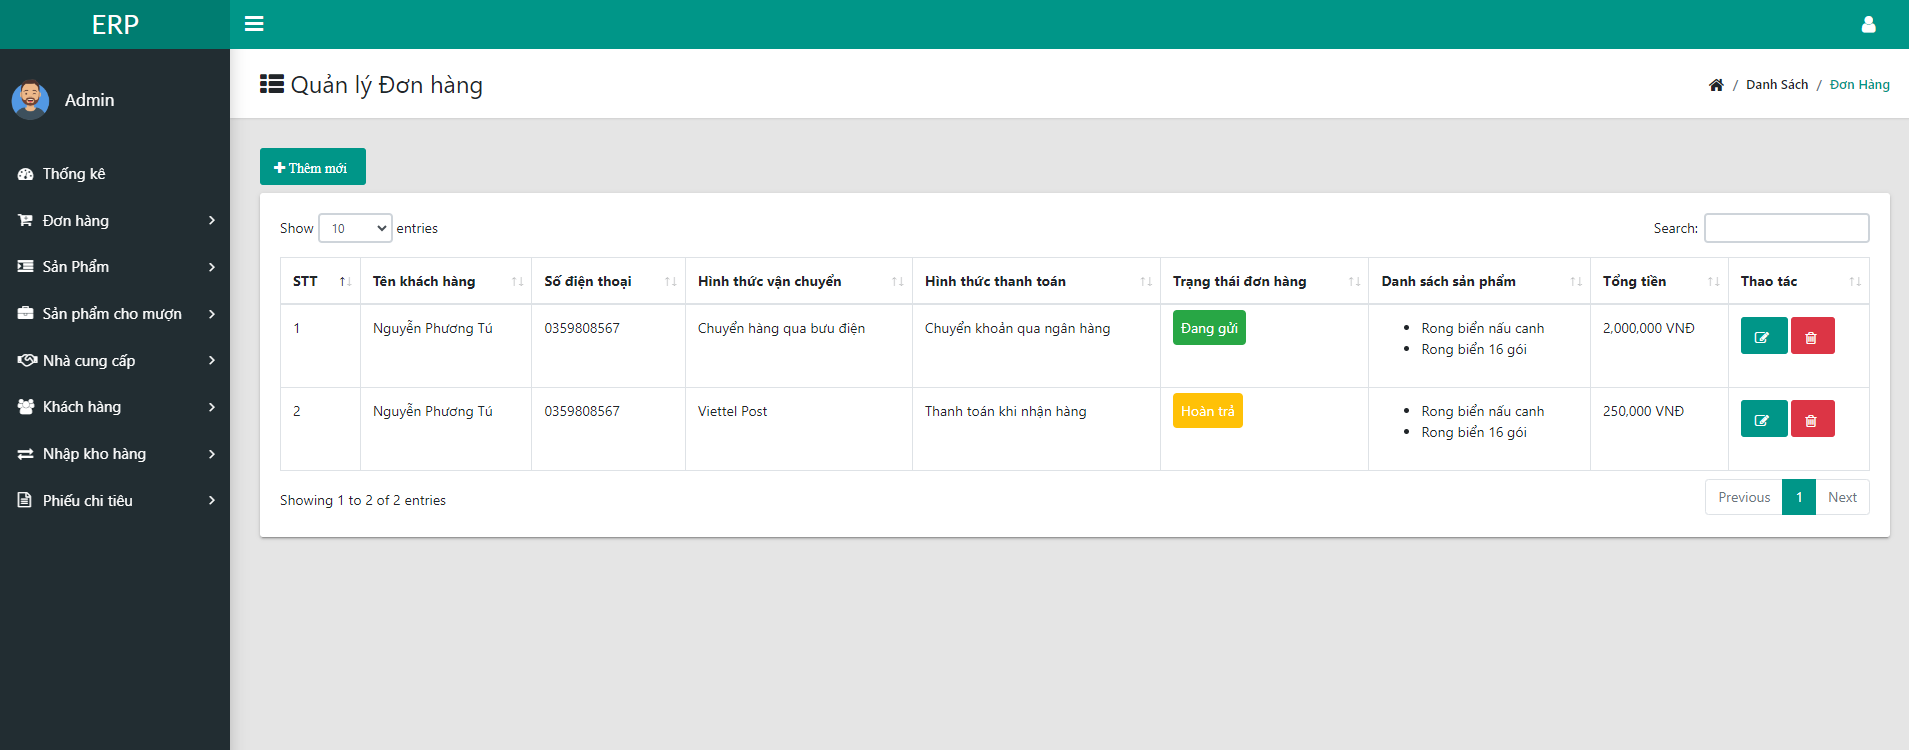 ERP
Admin
Thống kê
Đơn hàng
Sản Phẩm
Sản phẩm cho mượn
Nhà cung cấp
Khách hàng
Nhập kho hàng
Phiếu chi tiêu
Quản lý Đơn hàng
/ Danh Sách / Đơn Hàng
Thêm mới
Show 10 entries
Search:
STT Tên khách hàng Số điện thoại Hình thức vận chuyển Hình thức thanh toán Trạng thái đơn hàng Danh sách sản phẩm Tổng tiền Thao tác
1 Nguyễn Phương Tú 0359808567 Chuyển hàng qua bưu điện Chuyển khoản qua ngân hàng Đang gửi • Rong biển nấu canh 2,000,000 VNĐ
• Rong biển 16 gói
2 Nguyễn Phương Tú 0359808567 Viettel Post Thanh toán khi nhận hàng Hoàn trả • Rong biển nấu canh 250,000 VNĐ
• Rong biển 16 gói
Showing 1 to 2 of 2 entries
Previous 1 Next